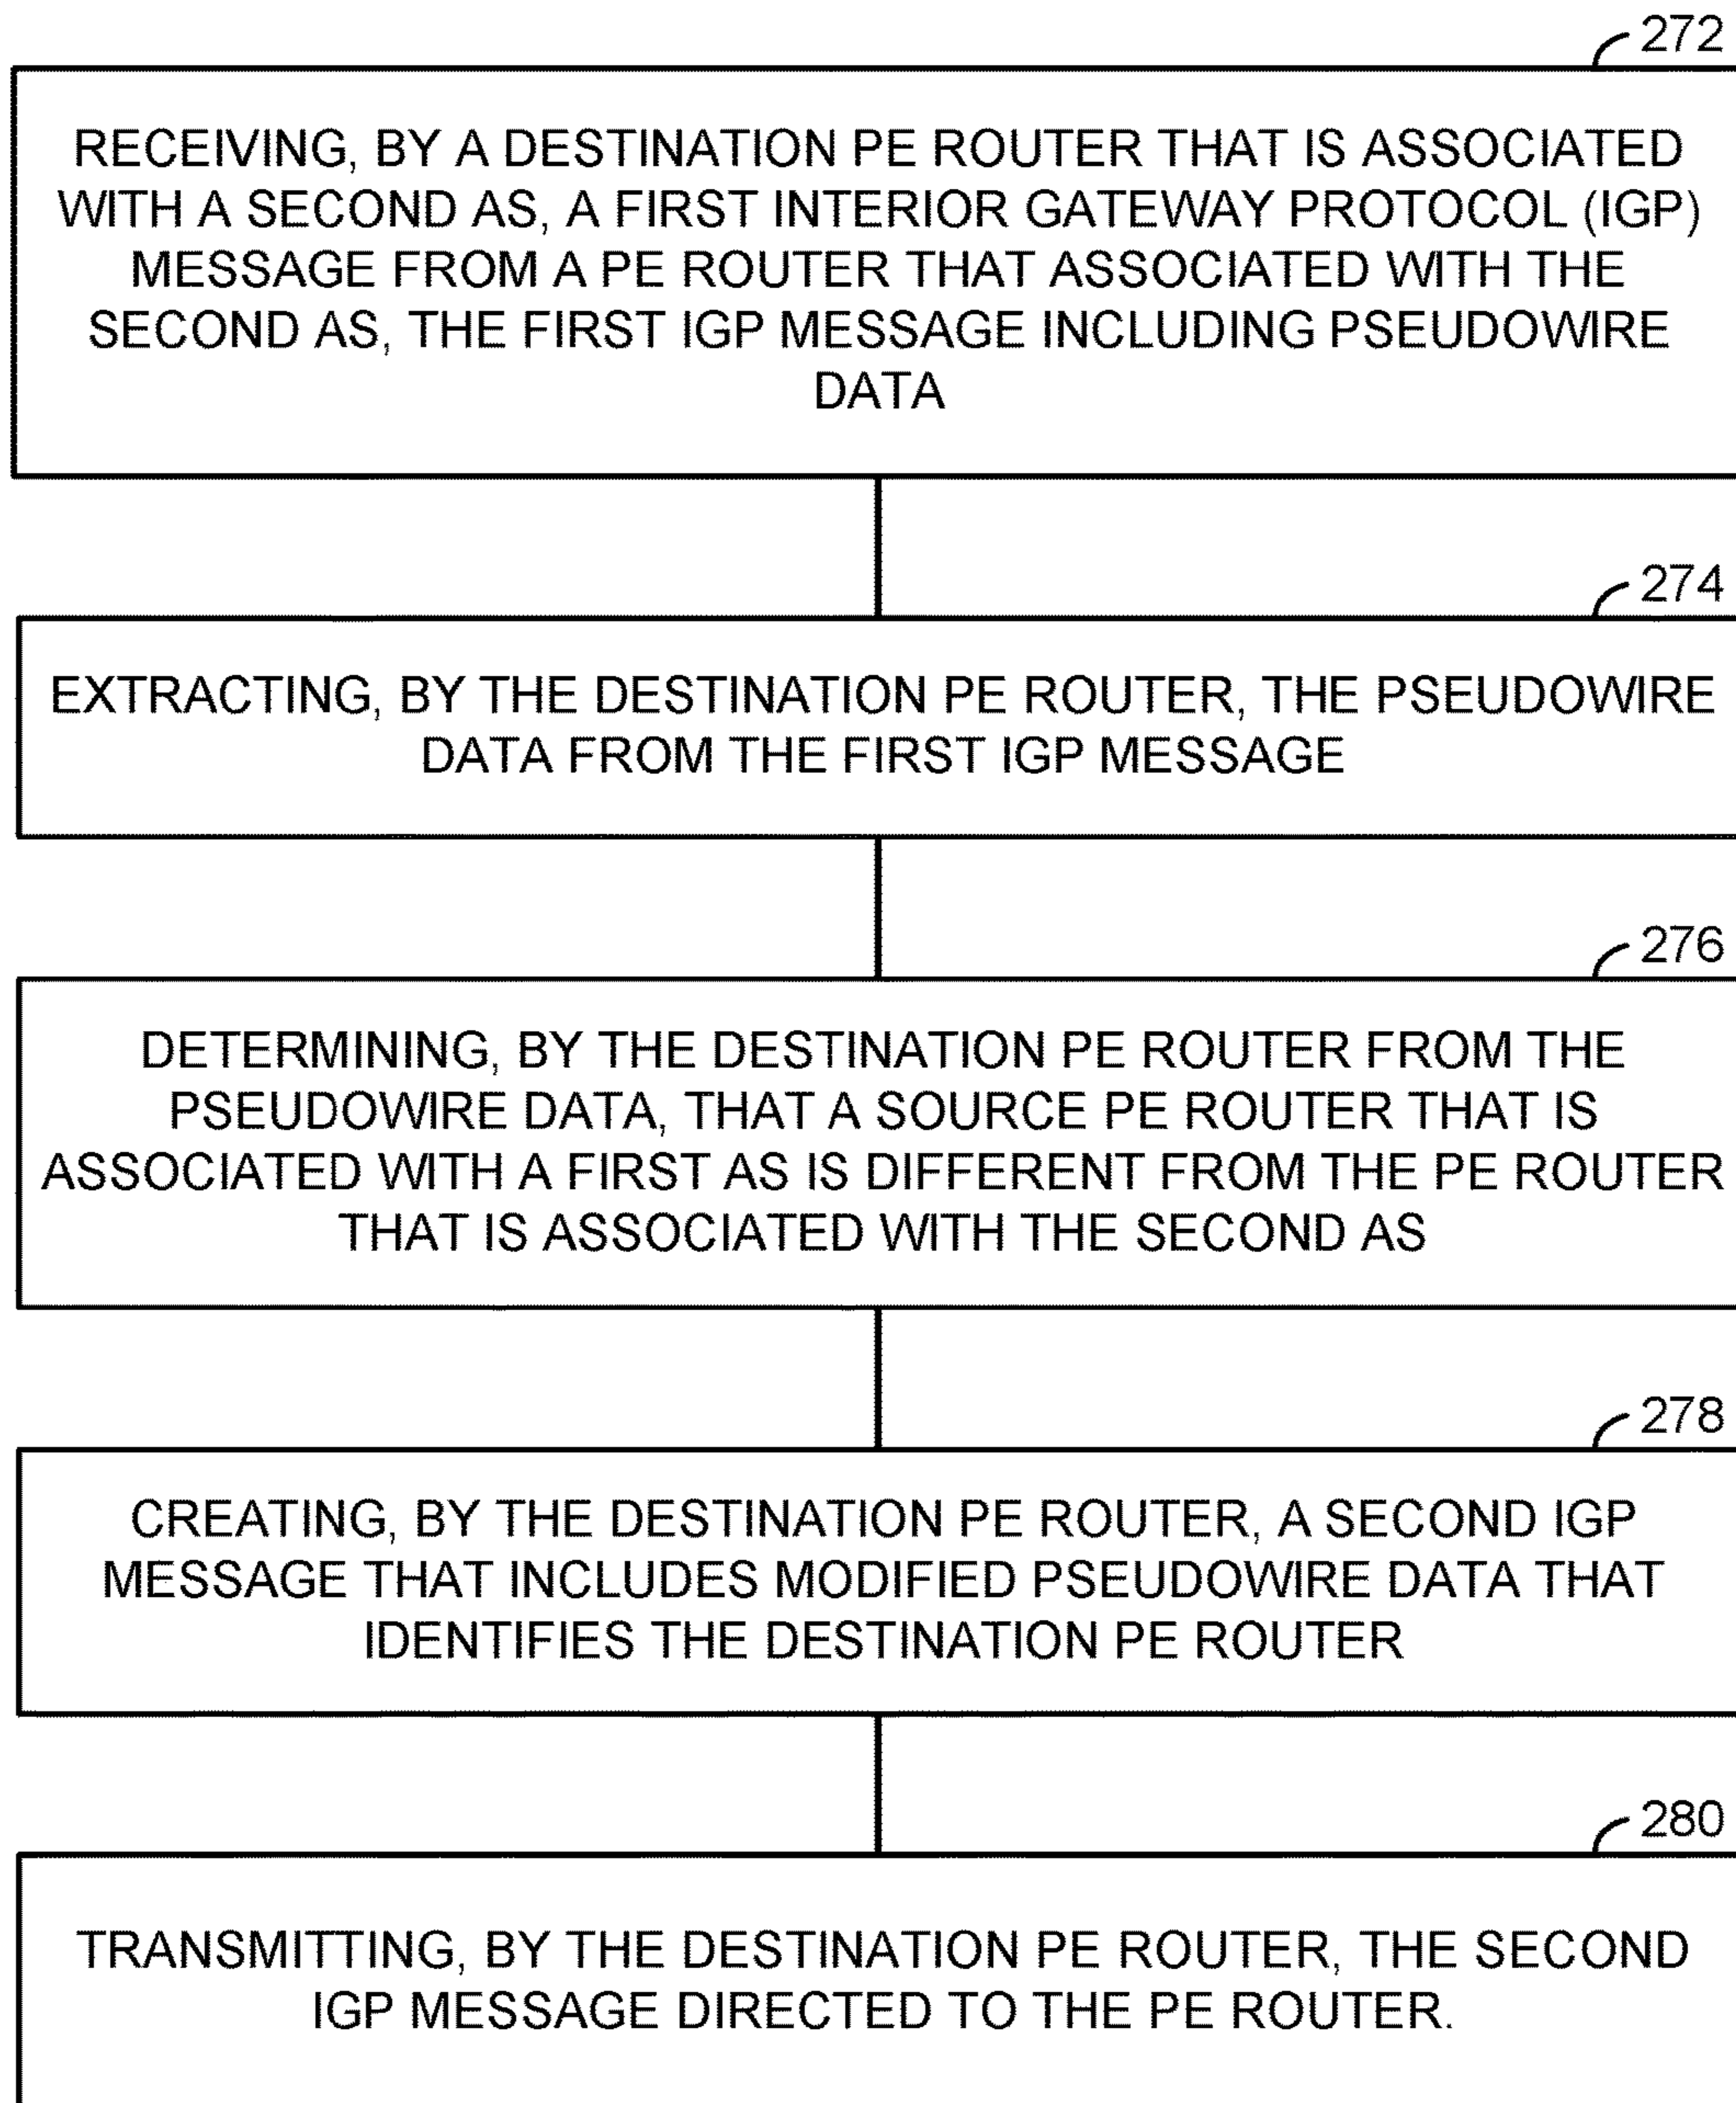 272
RECEIVING, BY A DESTINATION PE ROUTER THAT IS ASSOCIATED
WITH A SECOND AS, A FIRST INTERIOR GATEWAY PROTOCOL (IGP)
MESSAGE FROM A PE ROUTER THAT ASSOCIATED WITH THE
SECOND AS, THE FIRST IGP MESSAGE INCLUDING PSEUDOWIRE
DATA
274
EXTRACTING, BY THE DESTINATION PE ROUTER, THE PSEUDOWIRE
DATA FROM THE FIRST IGP MESSAGE
276
DETERMINING, BY THE DESTINATION PE ROUTER FROM THE
PSEUDOWIRE DATA, THAT A SOURCE PE ROUTER THAT IS
ASSOCIATED WITH A FIRST AS IS DIFFERENT FROM THE PE ROUTER
THAT IS ASSOCIATED WITH THE SECOND AS
278
CREATING, BY THE DESTINATION PE ROUTER, A SECOND IGP
MESSAGE THAT INCLUDES MODIFIED PSEUDOWIRE DATA THAT
IDENTIFIES THE DESTINATION PE ROUTER
280
TRANSMITTING, BY THE DESTINATION PE ROUTER, THE SECOND
IGP MESSAGE DIRECTED TO THE PE ROUTER.